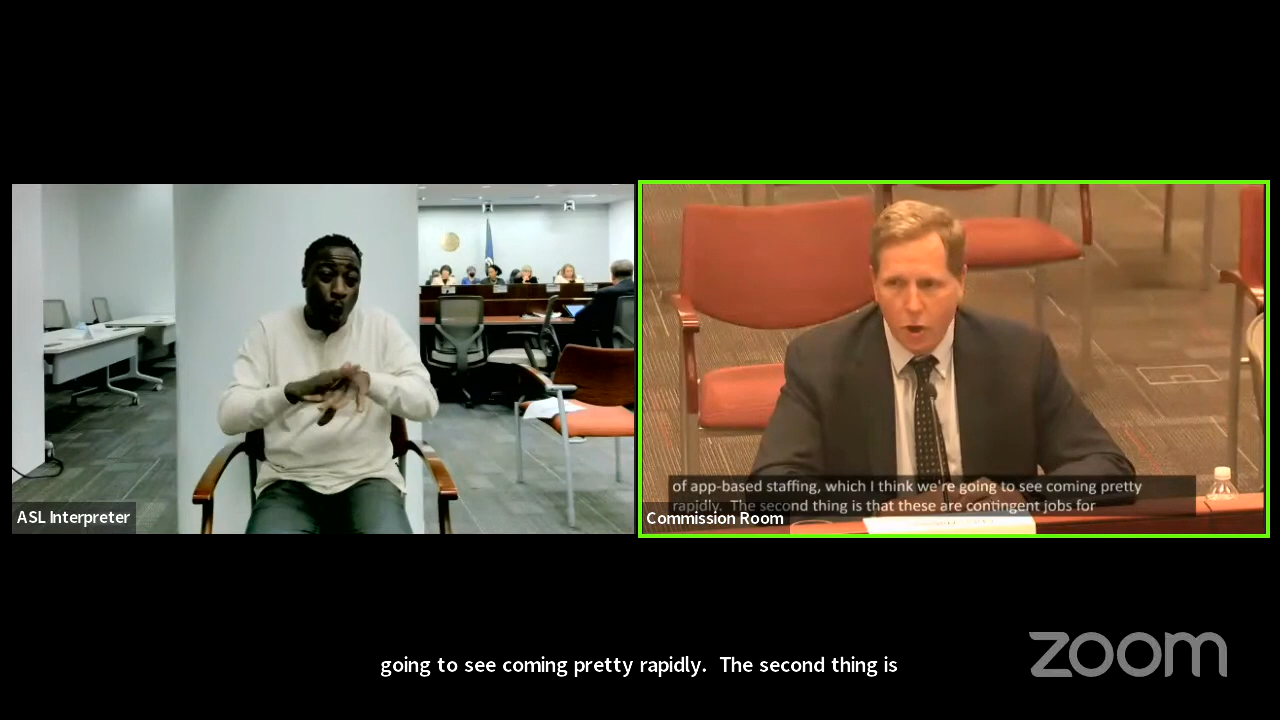 ASL Interpreter
of app-based staffing, which I think we're going to see coming pretty
rapidly.  The second thing is that these are contingent jobs for
Commission Room
going to see coming pretty rapidly.  The second thing is
zoom